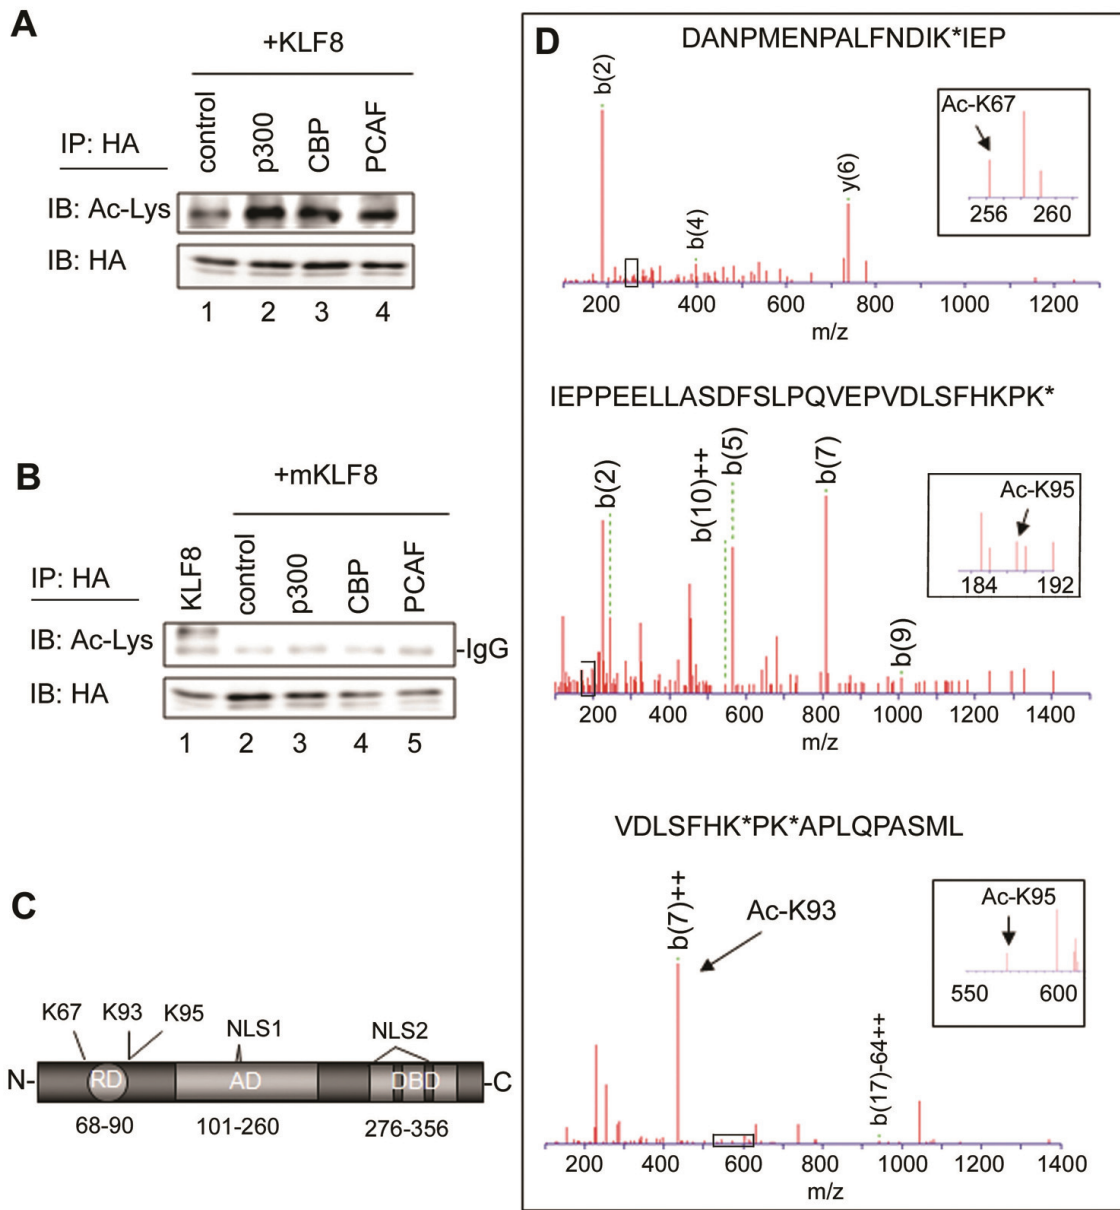 A
+KLF8
IP: HA
control
p300
CBP
PCAF
IB: Ac-Lys
IB: HA
1 2 3 4
B
+mKLF8
IP: HA
KLF8
control
p300
CBP
PCAF
IB: Ac-Lys
-IgG
IB: HA
1 2 3 4 5
C
K67 K93 K95
NLS1 NLS2
N- RD AD DBD -C
68-90 101-260 276-356
D
DANPMENPALFNDIK*IEP
b(2)
b(4)
y(6)
Ac-K67
256 260
200 400 600 800 1000 1200
m/z
IEPPEELLASDFSLPQVEPVDLSFHKPK*
b(2)
b(10)++
b(5)
b(7)
b(9)
Ac-K95
184 192
200 400 600 800 1000 1200 1400
m/z
VDLSFHK*PK*APLQPASML
b(7)++
Ac-K93
b(17)-64++
Ac-K95
550 600
200 400 600 800 1000 1200 1400
m/z